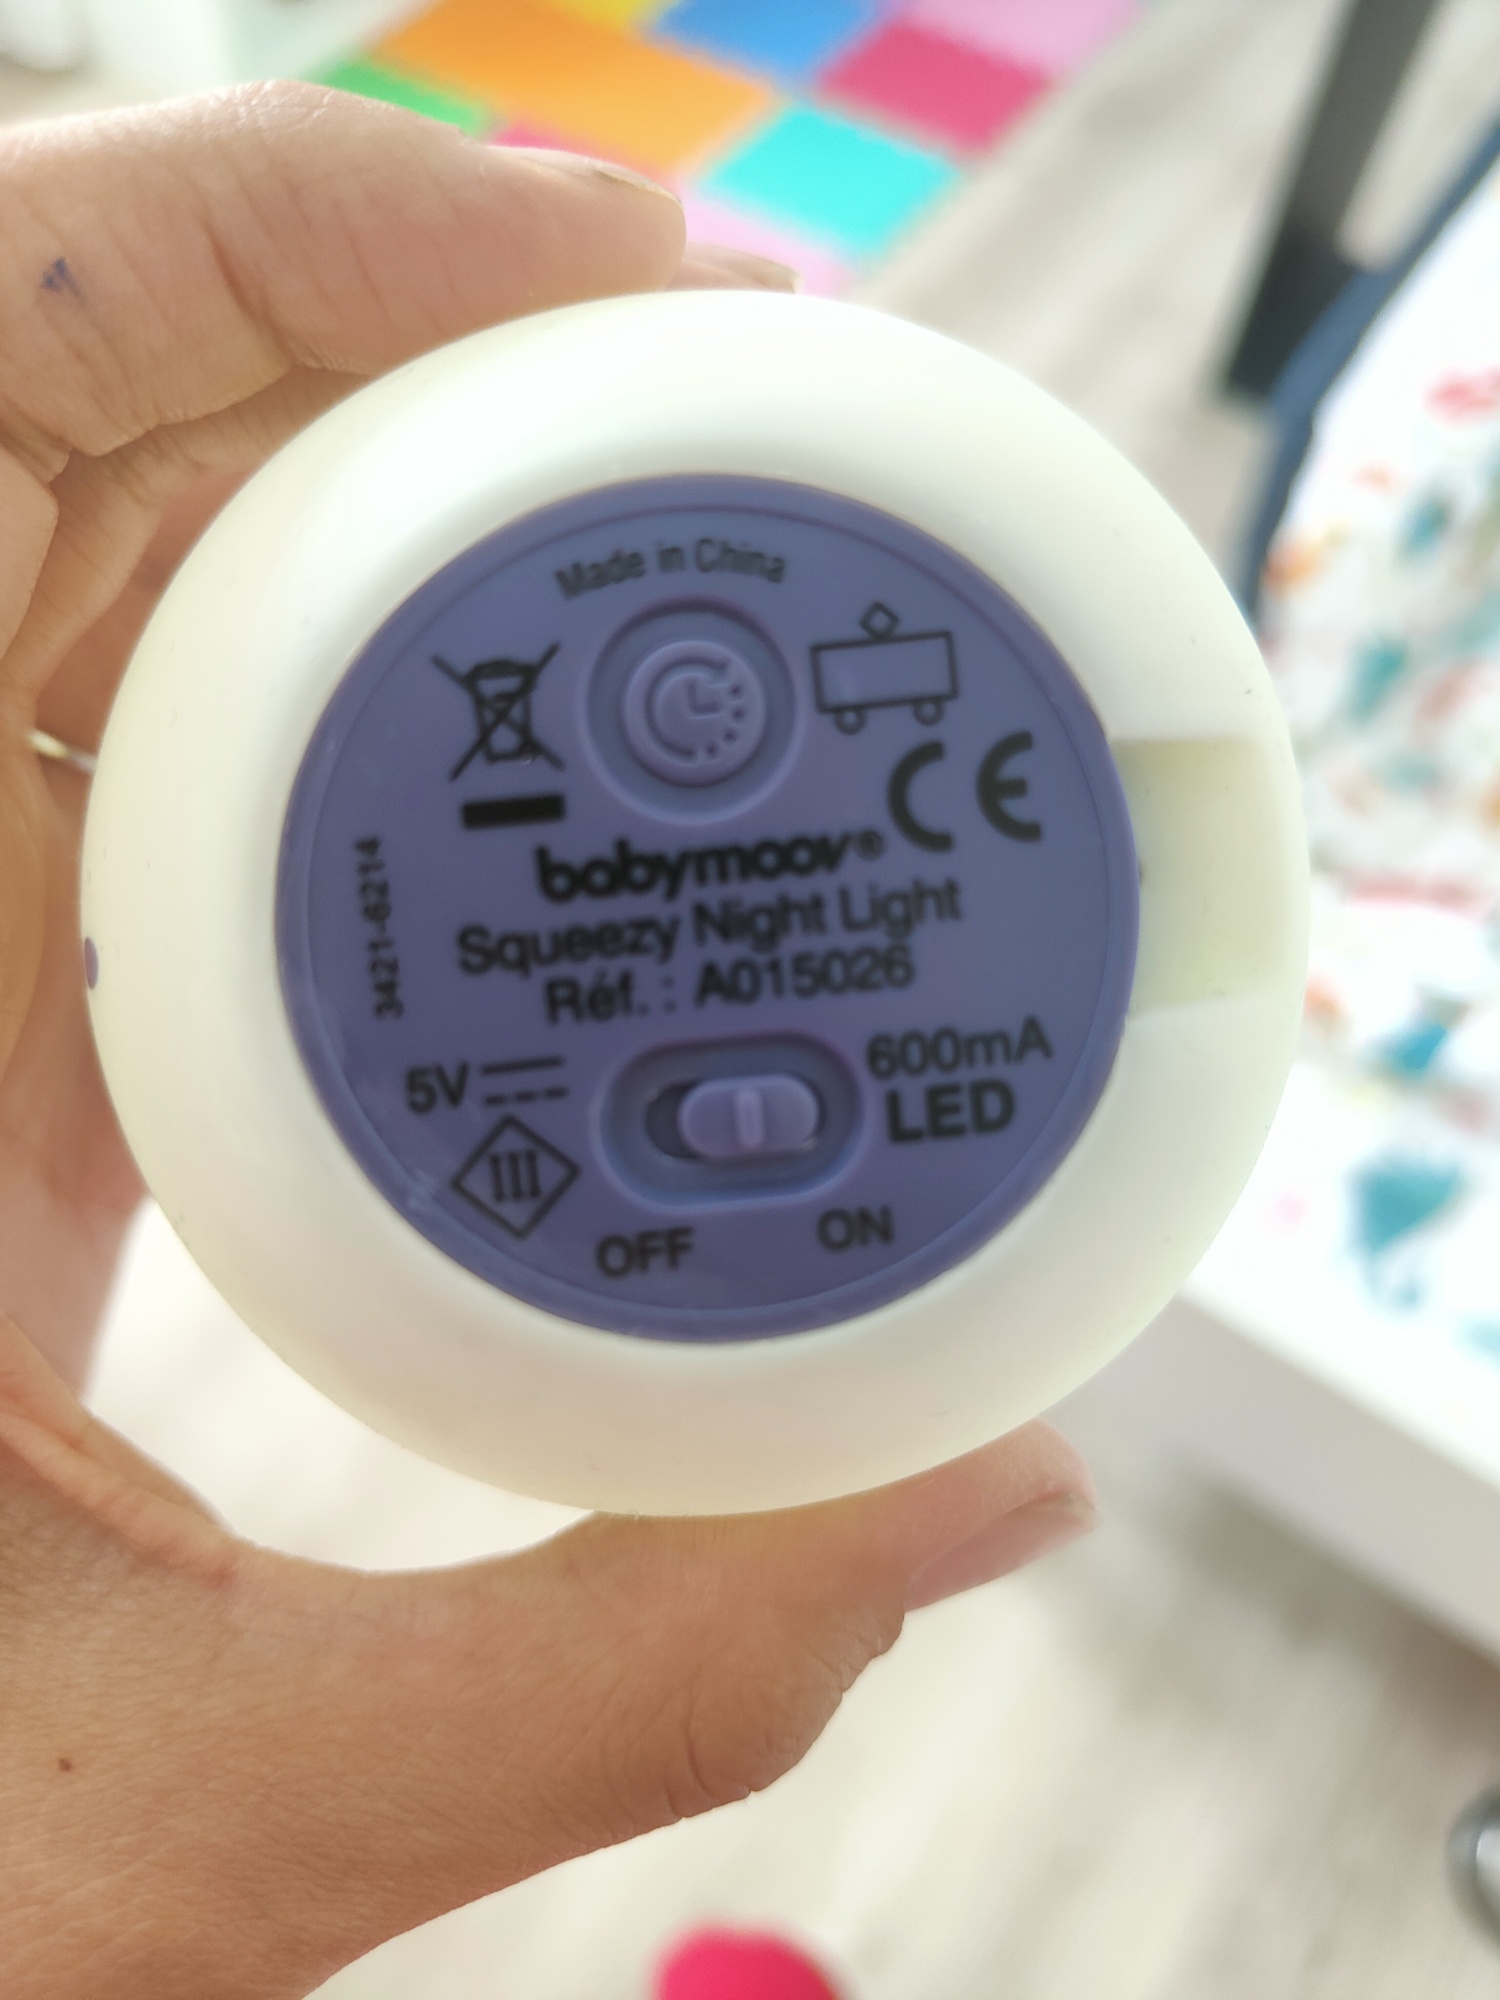 Made in China
CE
babymoov®
Squeezy Night Light
Réf. : A015026
3421-6214
5V
600mA
LED
III
OFF
ON